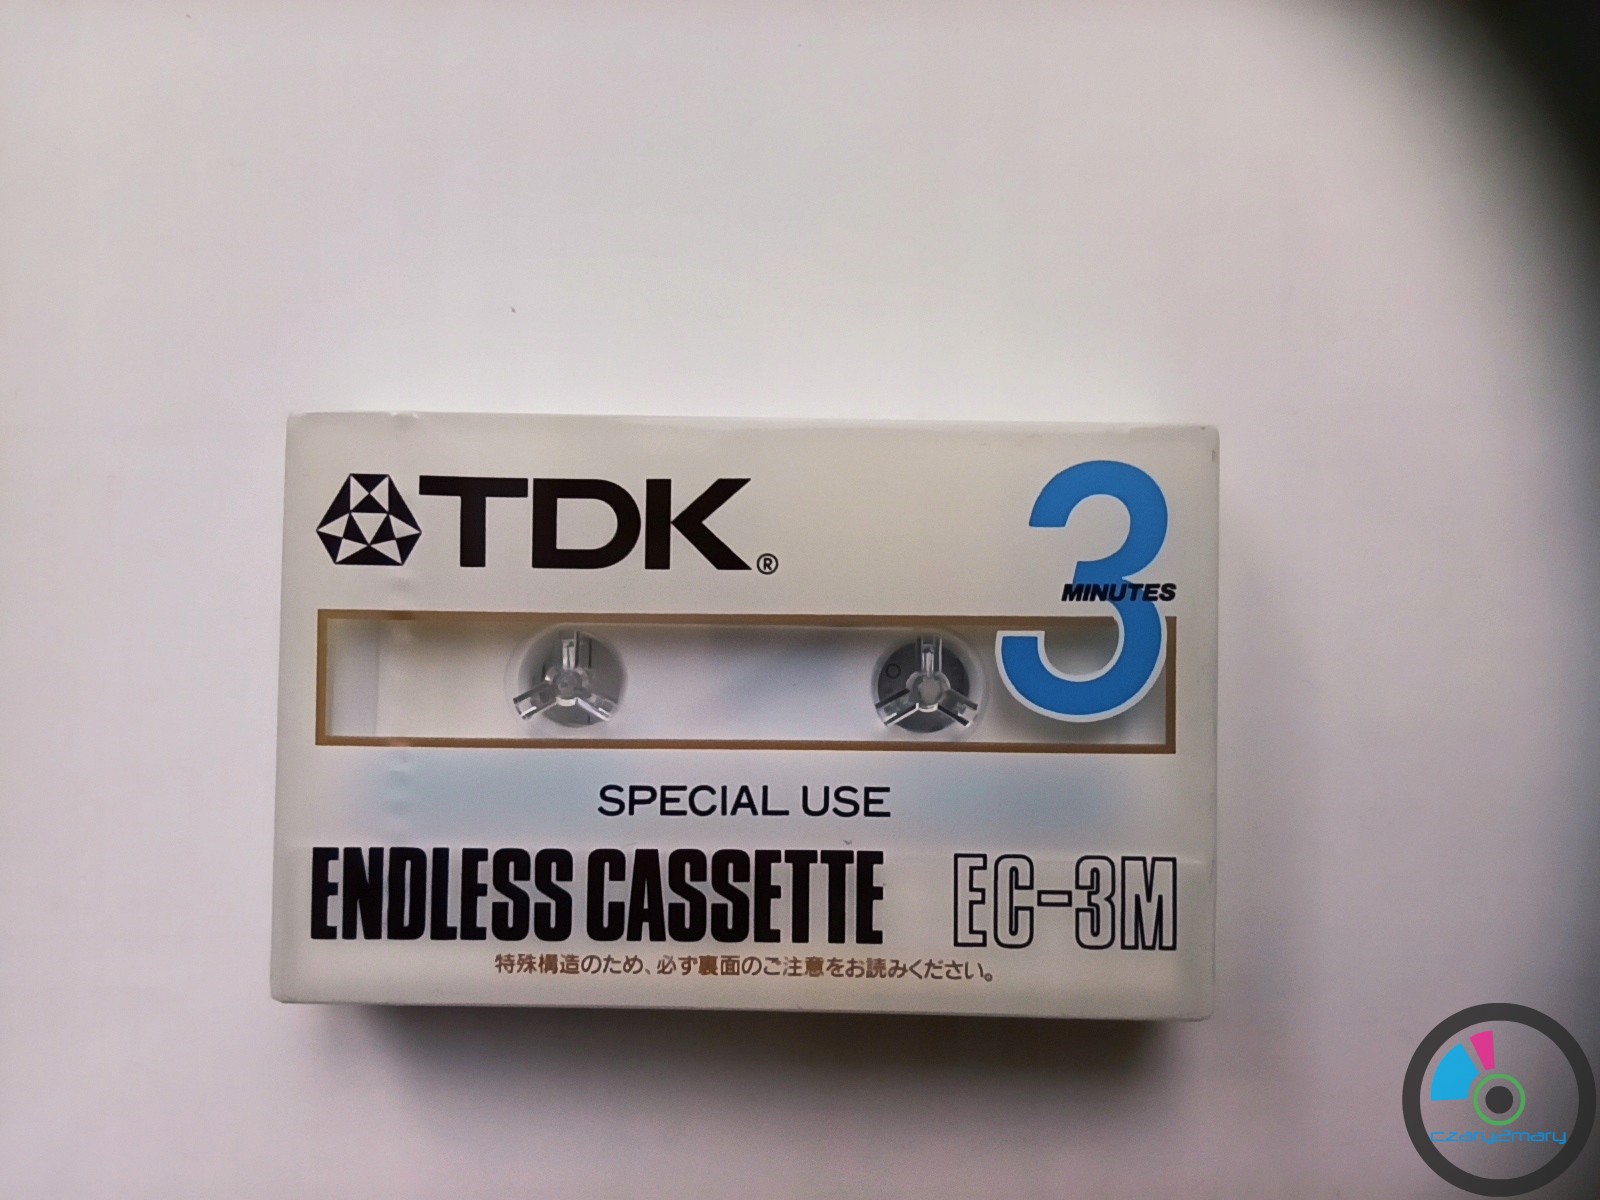 TDK®
3
MINUTES
SPECIAL USE
ENDLESS CASSETTE EC-3M
特殊構造のため、必ず裏面のご注意をお読みください。
czary2mary